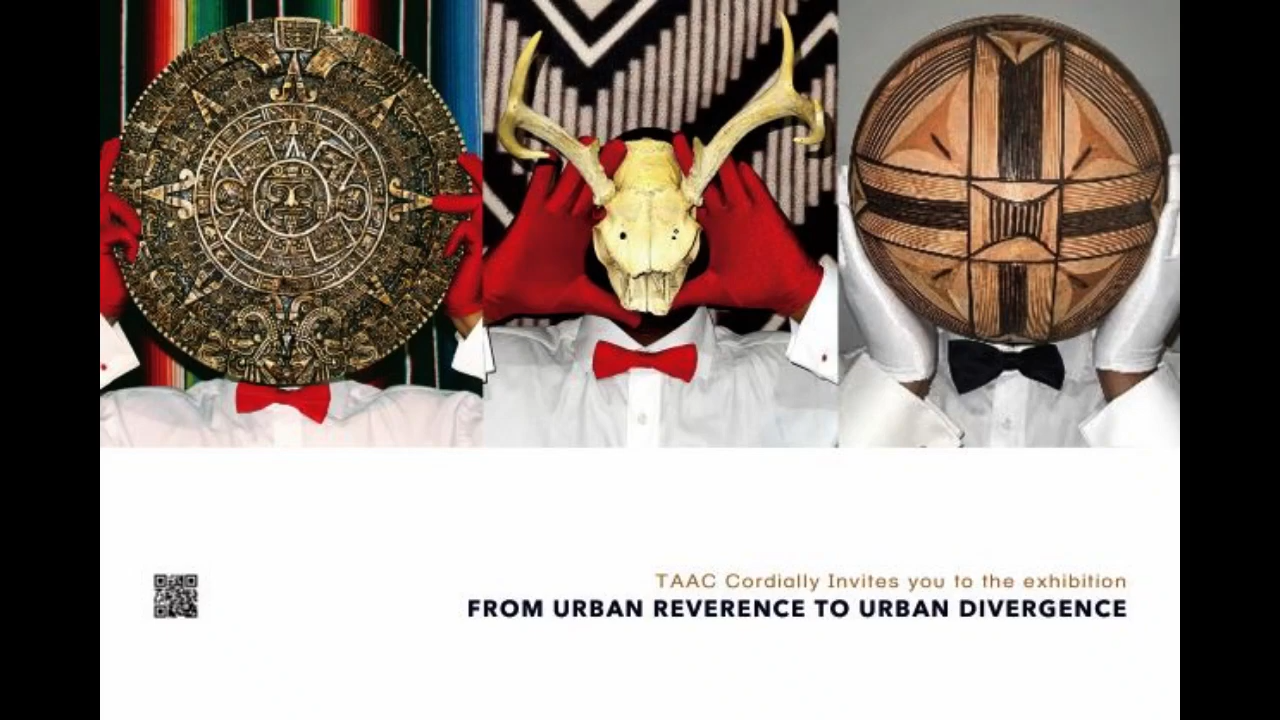 TAAC Cordially Invites you to the exhibition
FROM URBAN REVERENCE TO URBAN DIVERGENCE